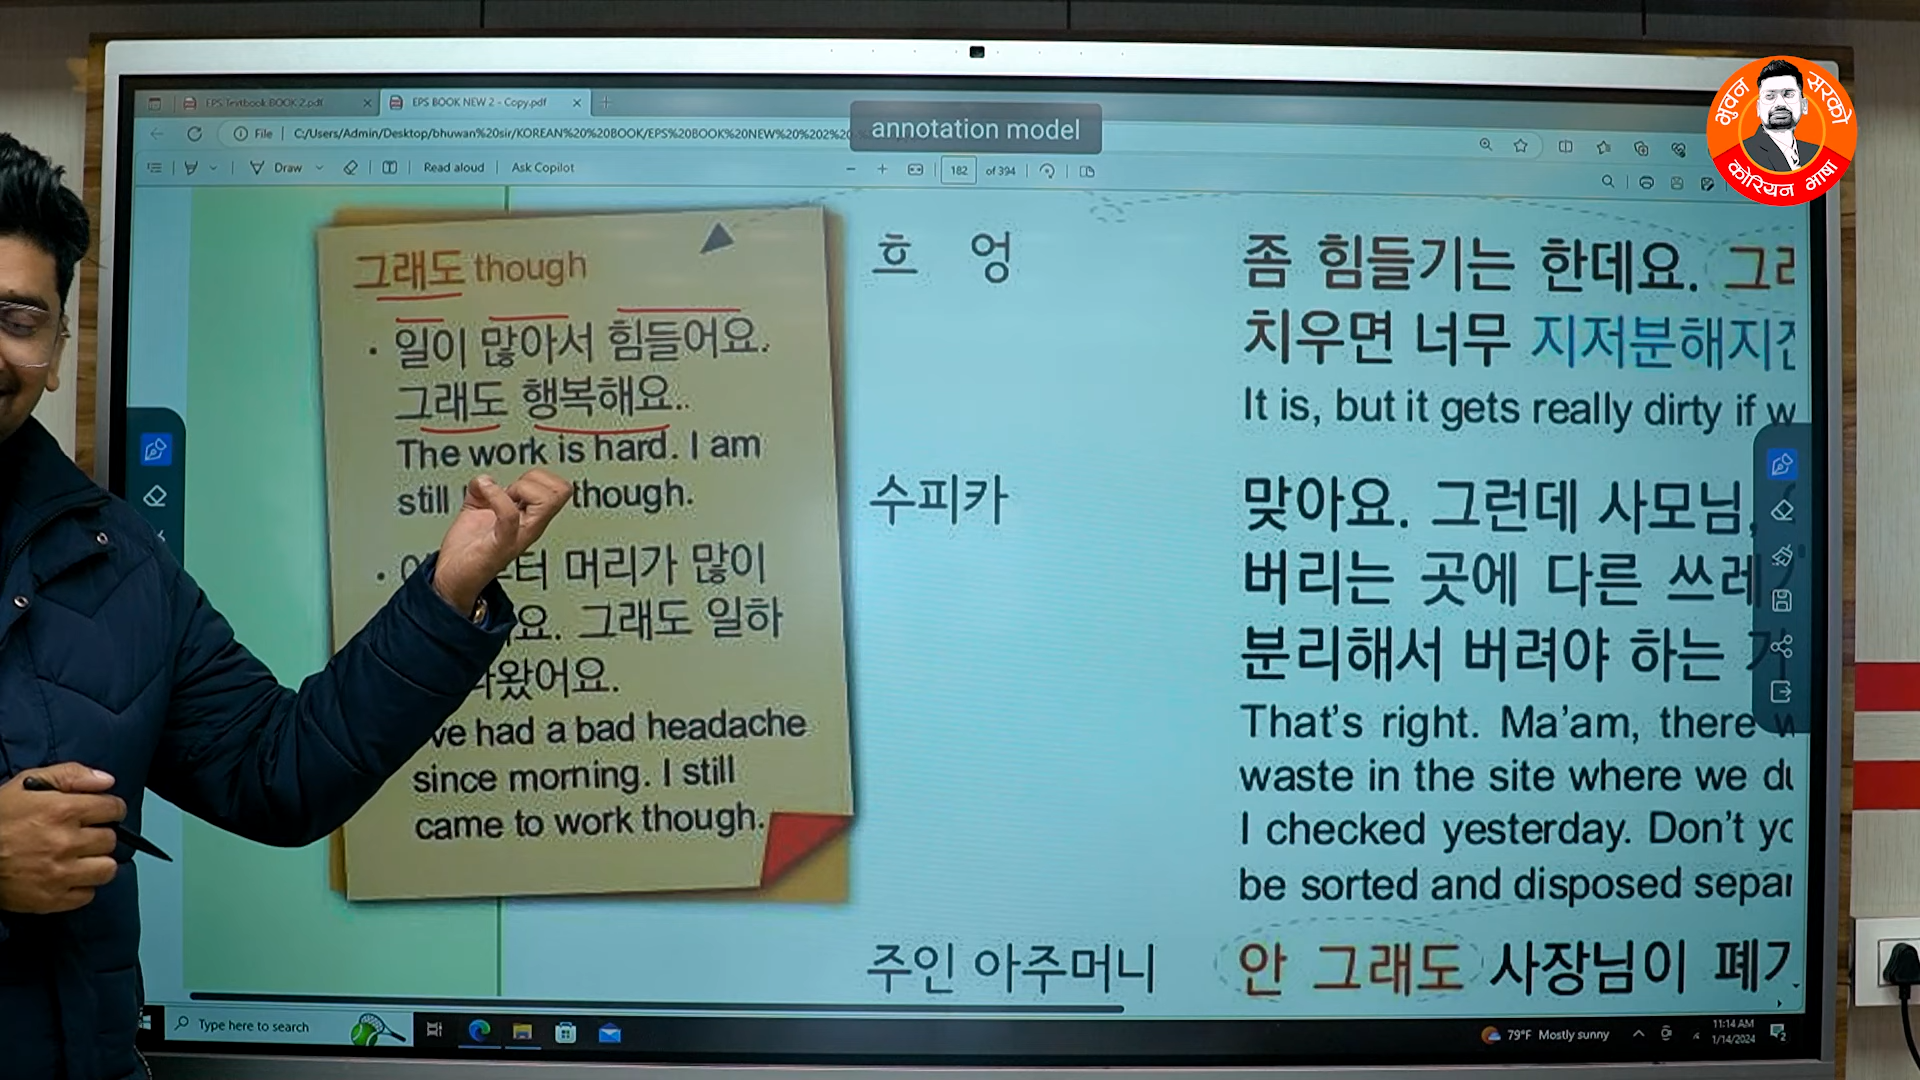 annotation model
EPS Textbook BOOK 2.pdf
EPS BOOK NEW 2 - Copy.pdf
File
C:/Users/Admin/Desktop/bhuwan%20sir/KOREAN%20%20BOOK/EPS%20BOOK%20NEW%20%202%20
Draw
Read aloud
Ask Copilot
182
of 394
भुवन सरको
कोरियन भाषा
그래도 though
· 일이 많아서 힘들어요.
그래도 행복해요..
The work is hard. I am
still though.
머리가 많이
요. 그래도 일하
왔어요.
had a bad headache
since morning. I still
came to work though.
흐 엉
좀 힘들기는 한데요.
치우면 너무
It is, but it gets really dirty if
수피카
맞아요. 그런데 사모님,
버리는 곳에 다른
분리해서 버려야 하는
That's right. Ma'am, there
waste in the site where we
I checked yesterday. Don't
be sorted and disposed
주인 아주머니
안 그래도 사장님이
Type here to search
79°F Mostly sunny
11:14 AM
1/14/2024